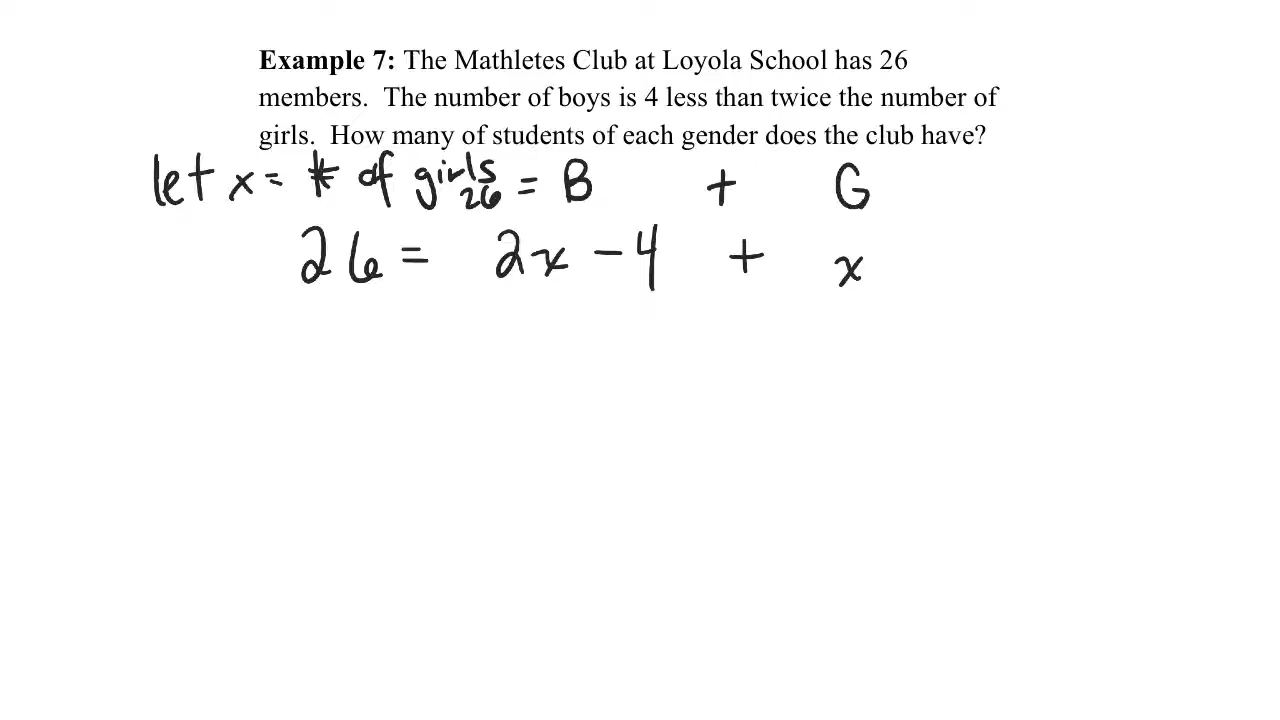 Example 7: The Mathletes Club at Loyola School has 26
members. The number of boys is 4 less than twice the number of
girls. How many of students of each gender does the club have?
let x = # of girls
26 = B + G
26 = 2x - 4 + x